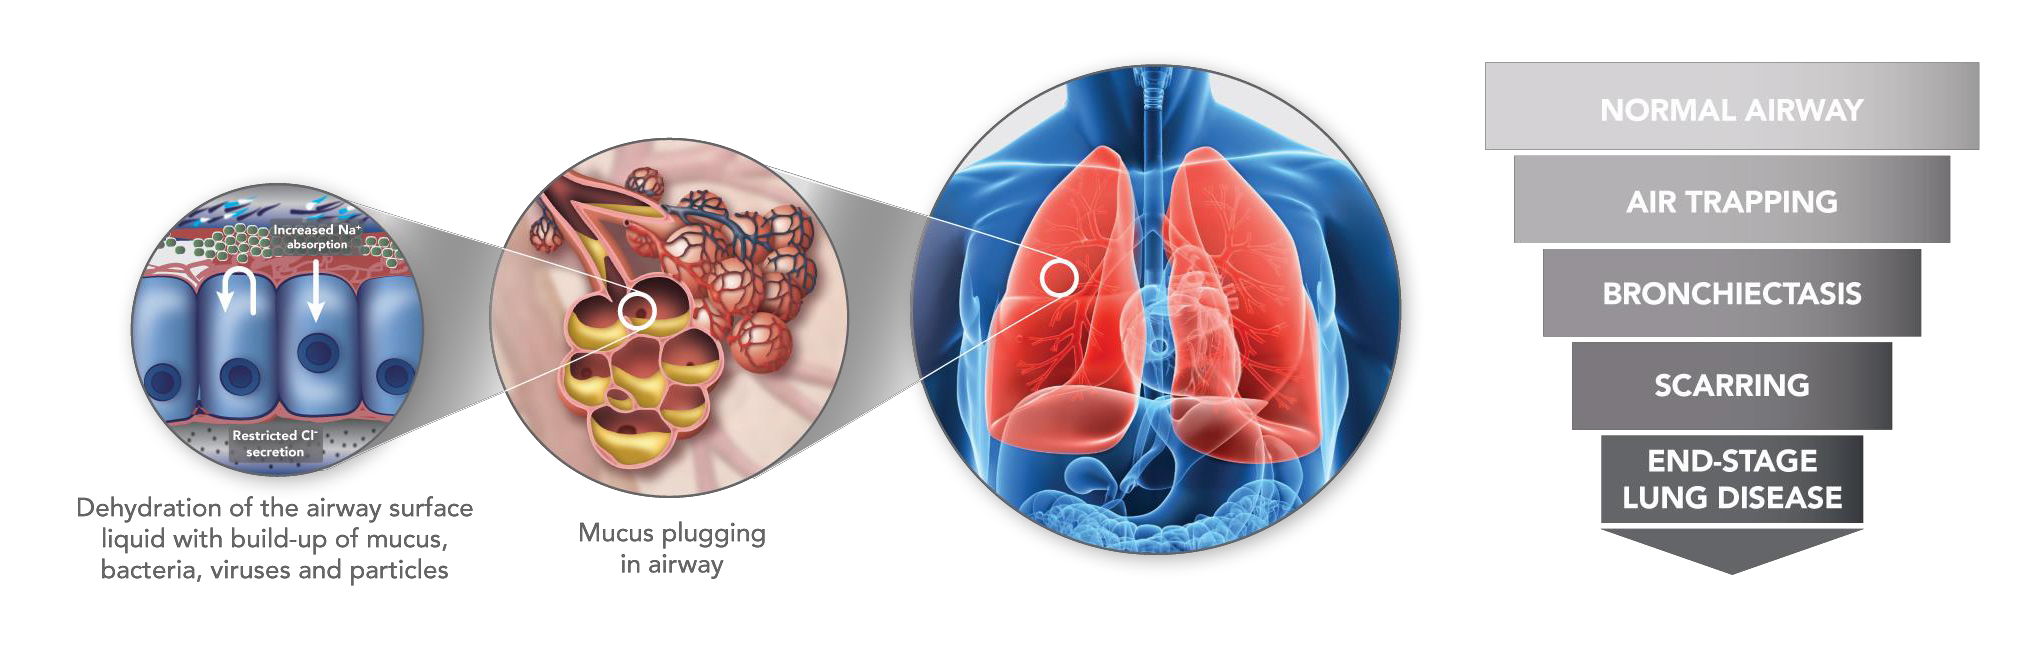 Increased Na⁺
absorption
Restricted Cl⁻
secretion
Dehydration of the airway surface
liquid with build-up of mucus,
bacteria, viruses and particles
Mucus plugging
in airway
NORMAL AIRWAY
AIR TRAPPING
BRONCHIECTASIS
SCARRING
END-STAGE
LUNG DISEASE